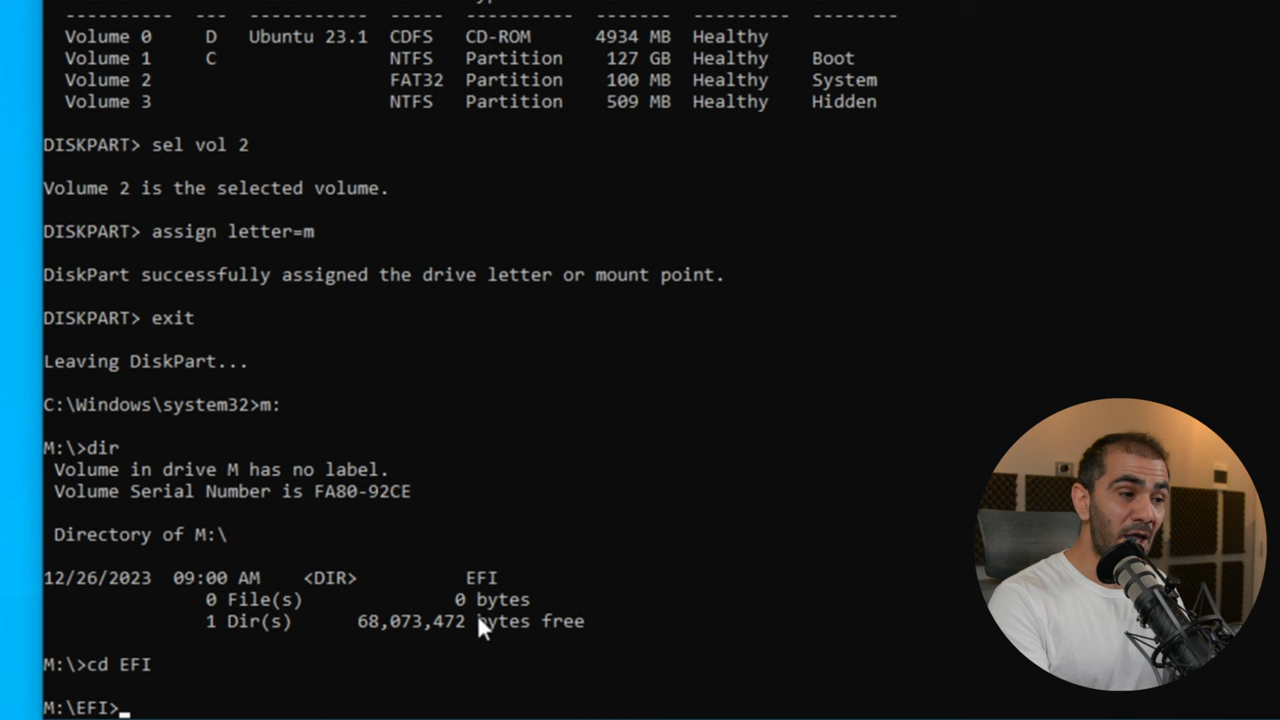 Volume 0 D Ubuntu 23.1 CDFS CD-ROM 4934 MB Healthy
Volume 1 C NTFS Partition 127 GB Healthy Boot
Volume 2 FAT32 Partition 100 MB Healthy System
Volume 3 NTFS Partition 509 MB Healthy Hidden
DISKPART> sel vol 2
Volume 2 is the selected volume.
DISKPART> assign letter=m
DiskPart successfully assigned the drive letter or mount point.
DISKPART> exit
Leaving DiskPart...
C:\Windows\system32>m:
M:\>dir
Volume in drive M has no label.
Volume Serial Number is FA80-92CE
Directory of M:\
12/26/2023 09:00 AM <DIR> EFI
0 File(s) 0 bytes
1 Dir(s) 68,073,472 bytes free
M:\>cd EFI
M:\EFI>